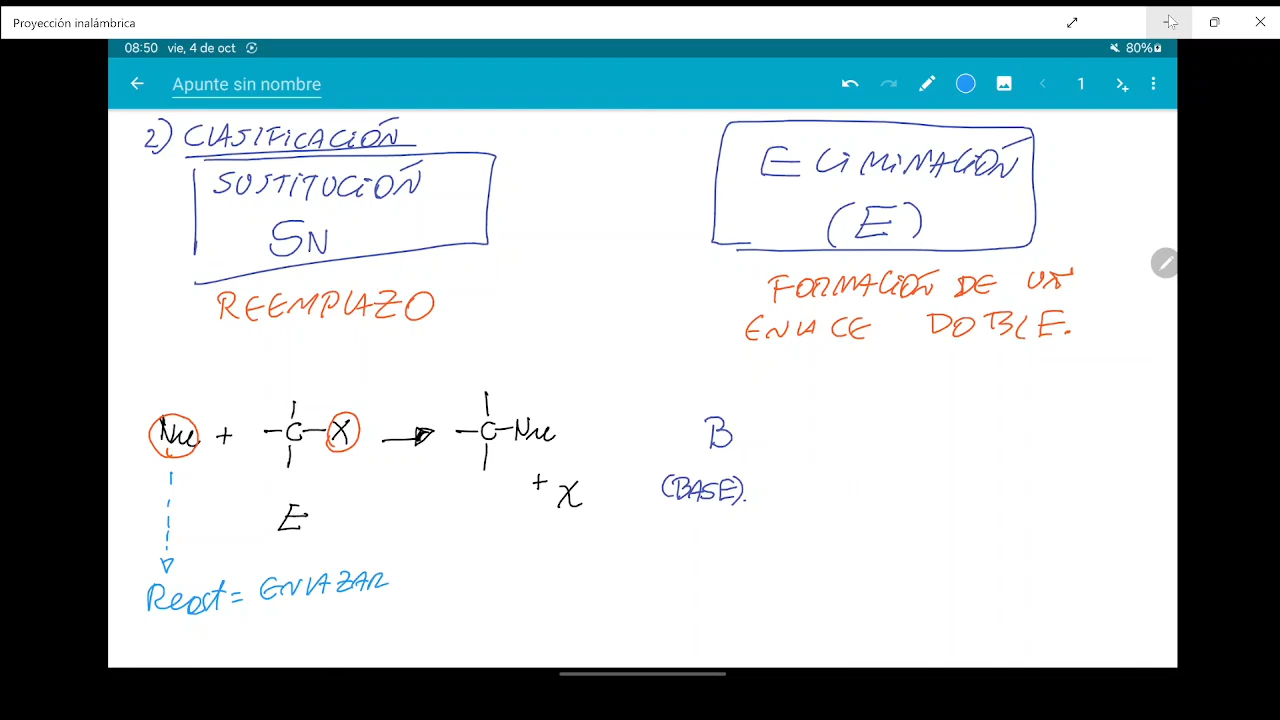 Proyección inalámbrica
08:50 vie, 4 de oct
80%
Apunte sin nombre
1
2) CLASIFICACIÓN
SUSTITUCIÓN
SN
REEMPLAZO
ELIMINACIÓN
(E)
FORMACIÓN DE UN
ENLACE DOBLE.
Nu + -C-X → -C-Nu
+ X
E
React = ENLAZAR
B
(BASE).